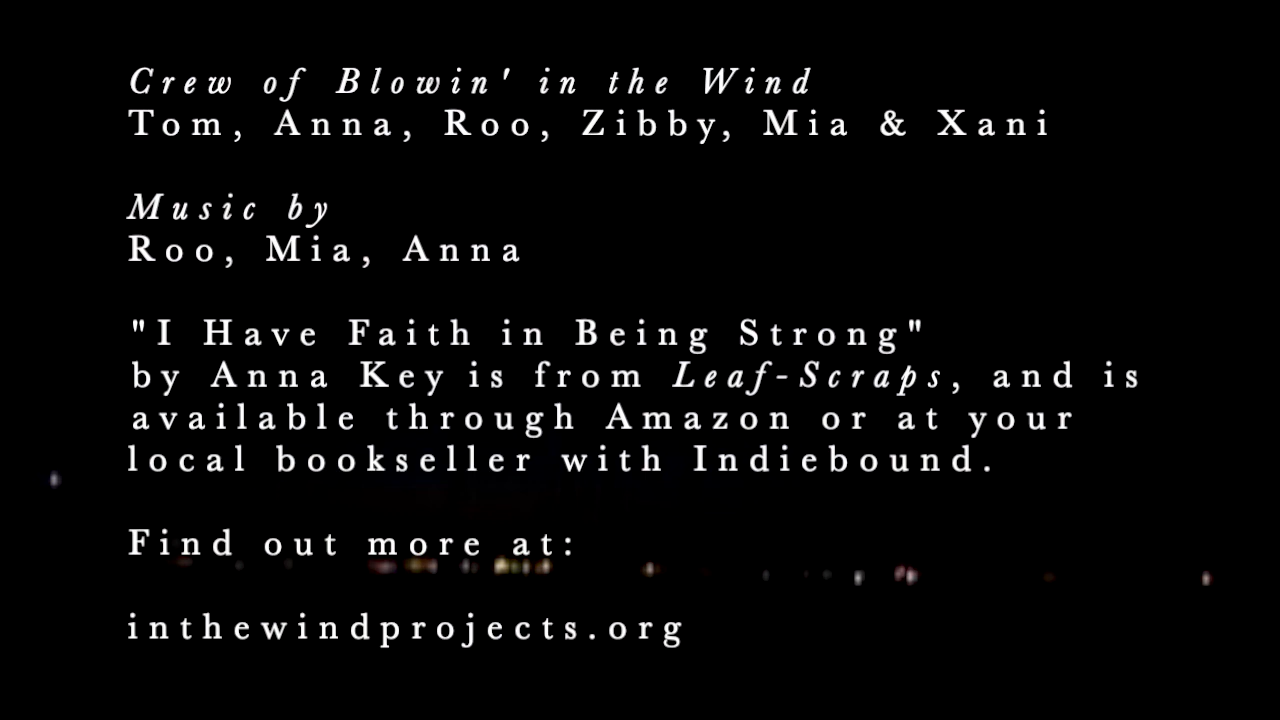 Crew of Blowin' in the Wind
Tom, Anna, Roo, Zibby, Mia & Xani
Music by
Roo, Mia, Anna
"I Have Faith in Being Strong"
by Anna Key is from Leaf-Scraps, and is
available through Amazon or at your
local bookseller with Indiebound.
Find out more at:
inthewindprojects.org